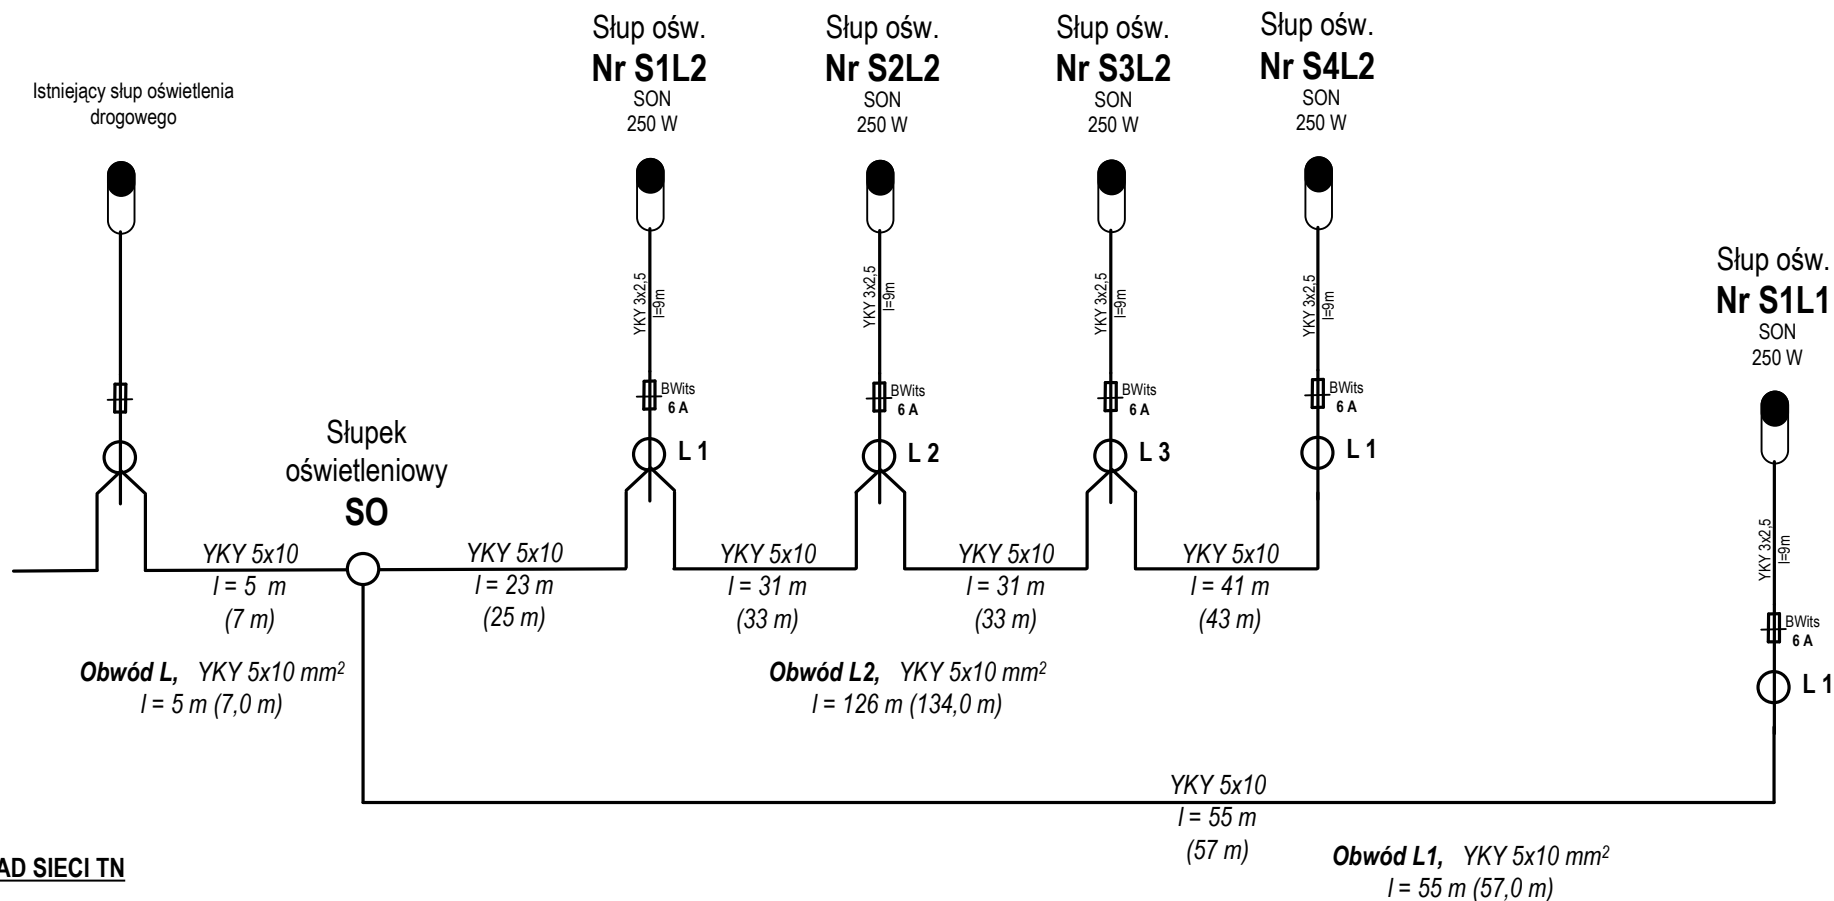 Istniejący słup oświetlenia
drogowego
Słup ośw.
Nr S1L2
SON
250 W
Słup ośw.
Nr S2L2
SON
250 W
Słup ośw.
Nr S3L2
SON
250 W
Słup ośw.
Nr S4L2
SON
250 W
Słup ośw.
Nr S1L1
SON
250 W
YKY 3x2,5
l=9m
YKY 3x2,5
l=9m
YKY 3x2,5
l=9m
YKY 3x2,5
l=9m
YKY 3x2,5
l=9m
BWits
6 A
BWits
6 A
BWits
6 A
BWits
6 A
BWits
6 A
L 1
L 2
L 3
L 1
L 1
Słupek
oświetleniowy
SO
YKY 5x10
l = 5 m
(7 m)
YKY 5x10
l = 23 m
(25 m)
YKY 5x10
l = 31 m
(33 m)
YKY 5x10
l = 31 m
(33 m)
YKY 5x10
l = 41 m
(43 m)
Obwód L, YKY 5x10 mm²
l = 5 m (7,0 m)
Obwód L2, YKY 5x10 mm²
l = 126 m (134,0 m)
YKY 5x10
l = 55 m
(57 m)
Obwód L1, YKY 5x10 mm²
l = 55 m (57,0 m)
AD SIECI TN